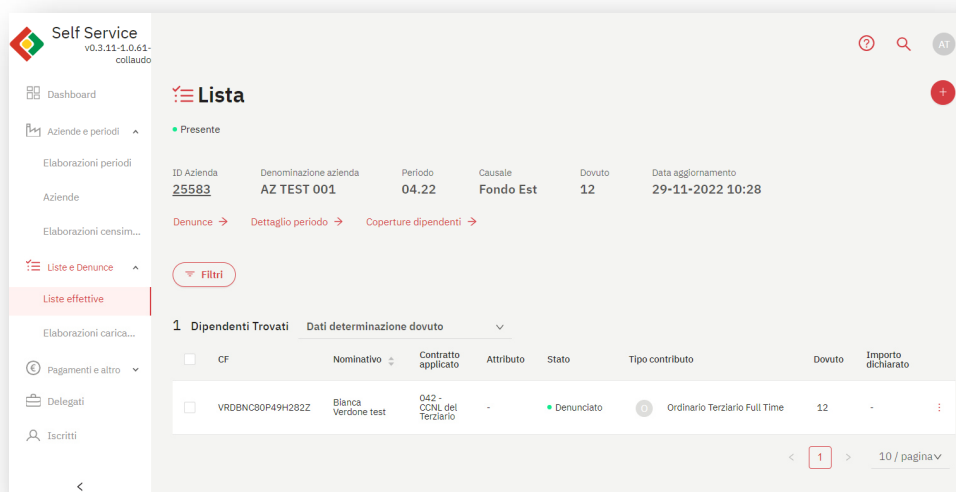 Self Service
v0.3.11-1.0.61-
collaudo
AT
Dashboard
Aziende e periodi
Elaborazioni periodi
Aziende
Elaborazioni censim...
Liste e Denunce
Liste effettive
Elaborazioni carica...
Pagamenti e altro
Delegati
Iscritti
Lista
Presente
ID Azienda Denominazione azienda Periodo Causale Dovuto Data aggiornamento
25583 AZ TEST 001 04.22 Fondo Est 12 29-11-2022 10:28
Denunce → Dettaglio periodo → Coperture dipendenti →
Filtri
1 Dipendenti Trovati Dati determinazione dovuto
CF Nominativo Contratto applicato Attributo Stato Tipo contributo Dovuto Importo dichiarato
VRDBNC80P49H282Z Bianca Verdone test 042 - CCNL del Terziario - Denunciato D Ordinario Terziario Full Time 12 -
< 1 > 10 / pagina